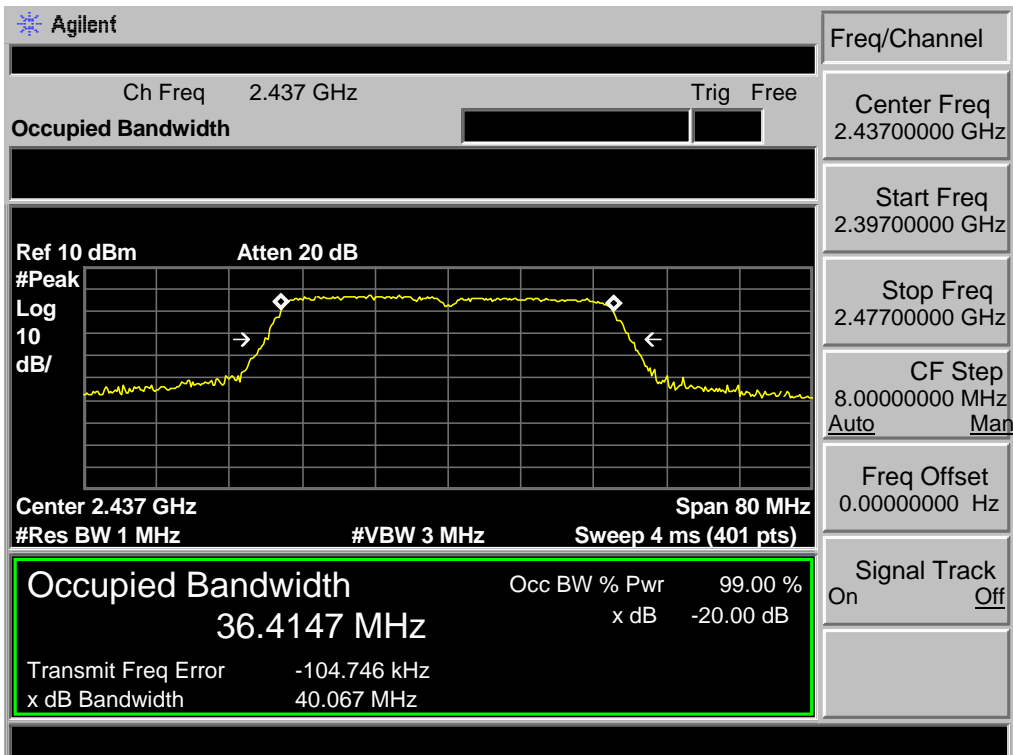 Agilent
Freq/Channel
Ch Freq 2.437 GHz Trig Free
Occupied Bandwidth
Center Freq
2.43700000 GHz
Start Freq
2.39700000 GHz
Stop Freq
2.47700000 GHz
CF Step
8.00000000 MHz
Auto Man
Freq Offset
0.00000000 Hz
Signal Track
On Off
Ref 10 dBm Atten 20 dB
#Peak
Log
10
dB/
Center 2.437 GHz Span 80 MHz
#Res BW 1 MHz #VBW 3 MHz Sweep 4 ms (401 pts)
Occupied Bandwidth Occ BW % Pwr 99.00 %
36.4147 MHz x dB -20.00 dB
Transmit Freq Error -104.746 kHz
x dB Bandwidth 40.067 MHz